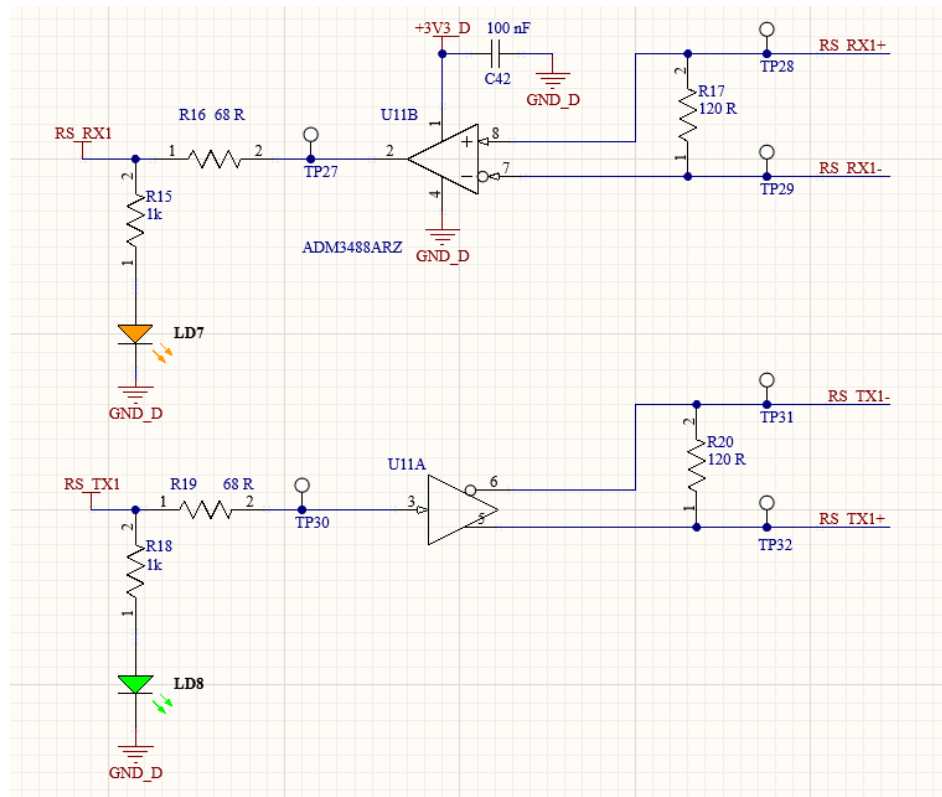 +3V3_D
100 nF
C42
GND_D
RS_RX1+
TP28
2
R17
120 R
1
RS_RX1-
TP29
R16 68 R
U11B
1
+ 8
- 7
2
4
RS_RX1
1
2
TP27
2
R15
1k
1
ADM3488ARZ
GND_D
LD7
GND_D
RS_TX1-
TP31
2
R20
120 R
1
RS_TX1+
TP32
U11A
6
5
3
RS_TX1
R19 68 R
1
2
TP30
2
R18
1k
1
LD8
GND_D